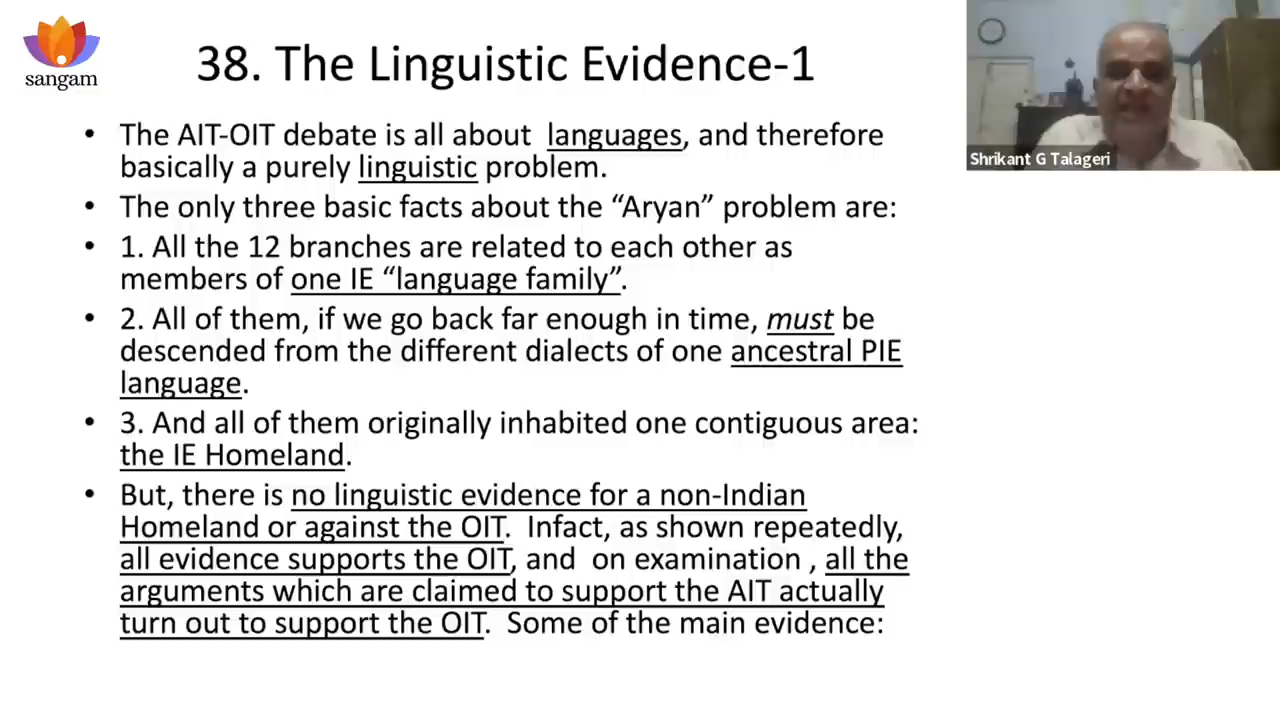 sangam
38. The Linguistic Evidence-1
Shrikant G Talageri
• The AIT-OIT debate is all about languages, and therefore
basically a purely linguistic problem.
• The only three basic facts about the “Aryan” problem are:
• 1. All the 12 branches are related to each other as
members of one IE “language family”.
• 2. All of them, if we go back far enough in time, must be
descended from the different dialects of one ancestral PIE
language.
• 3. And all of them originally inhabited one contiguous area:
the IE Homeland.
• But, there is no linguistic evidence for a non-Indian
Homeland or against the OIT. Infact, as shown repeatedly,
all evidence supports the OIT, and on examination , all the
arguments which are claimed to support the AIT actually
turn out to support the OIT. Some of the main evidence: